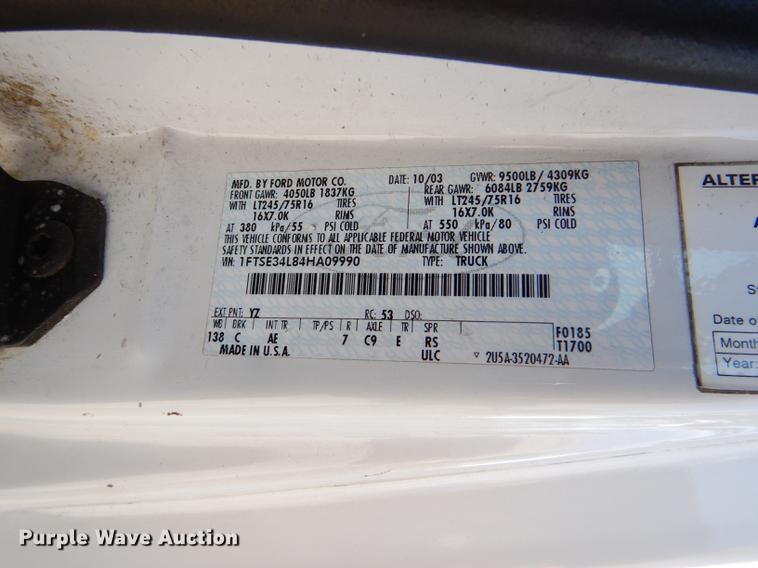 MFD. BY FORD MOTOR CO. DATE: 10/03 GVWR: 9500LB/ 4309KG
FRONT GAWR: 4050LB 1837KG REAR GAWR: 6084LB 2759KG
WITH LT245/75R16 TIRES WITH LT245/75R16 TIRES
16X7.0K RIMS 16X7.0K RIMS
AT 380 kPa/55 PSI COLD AT 550 kPa/80 PSI COLD
THIS VEHICLE CONFORMS TO ALL APPLICABLE FEDERAL MOTOR VEHICLE
SAFETY STANDARDS IN EFFECT ON THE DATE OF MANUFACTURE SHOWN ABOVE.
VEHICLE IDENTIFICATION NO.
1FTSE34L84HA09990 TYPE: TRUCK
EXT PNT: YZ RC: 53 DSO:
WB BRK INT TR TP/PS R AXLE TR SPR F0185
138 C AE 7 C9 E RS T1700
MADE IN U.S.A. ULC ▽ 2U5A-3520472-AA
ALTER
A
S
Date o
Month
Year:
Purple Wave Auction